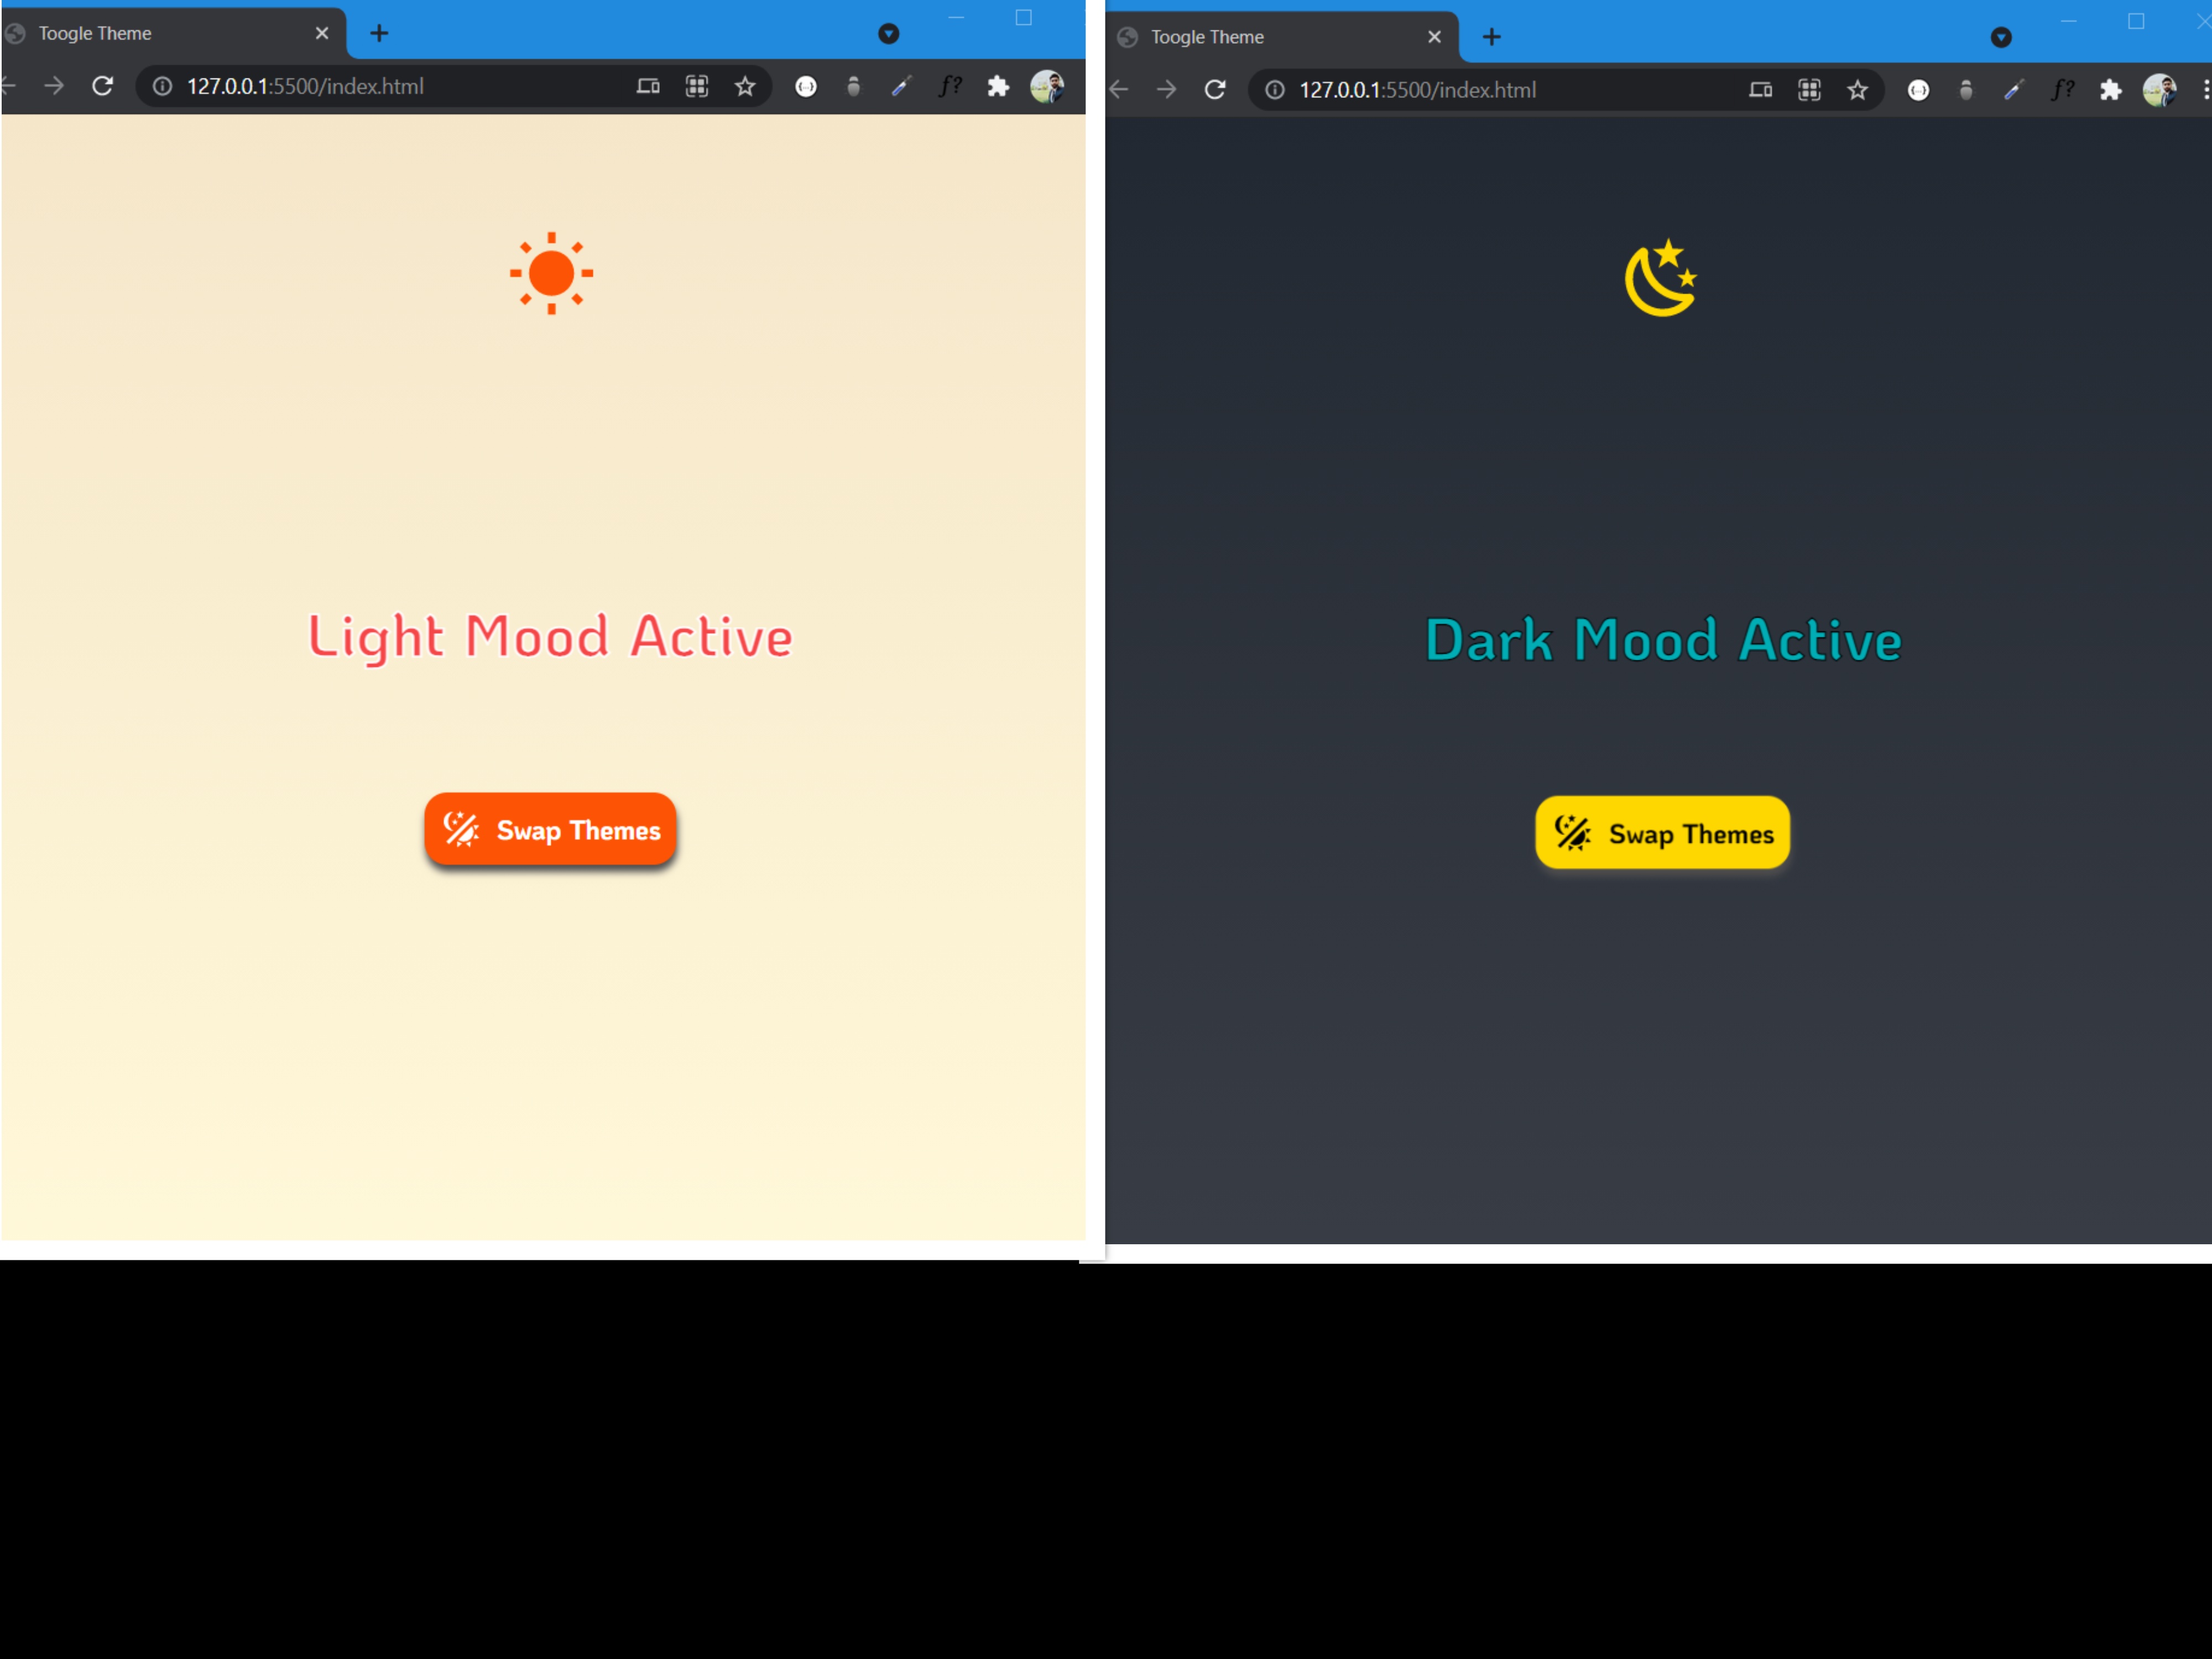 Toogle Theme
127.0.0.1:5500/index.html
f?
Light Mood Active
Swap Themes
Toogle Theme
127.0.0.1:5500/index.html
f?
Dark Mood Active
Swap Themes